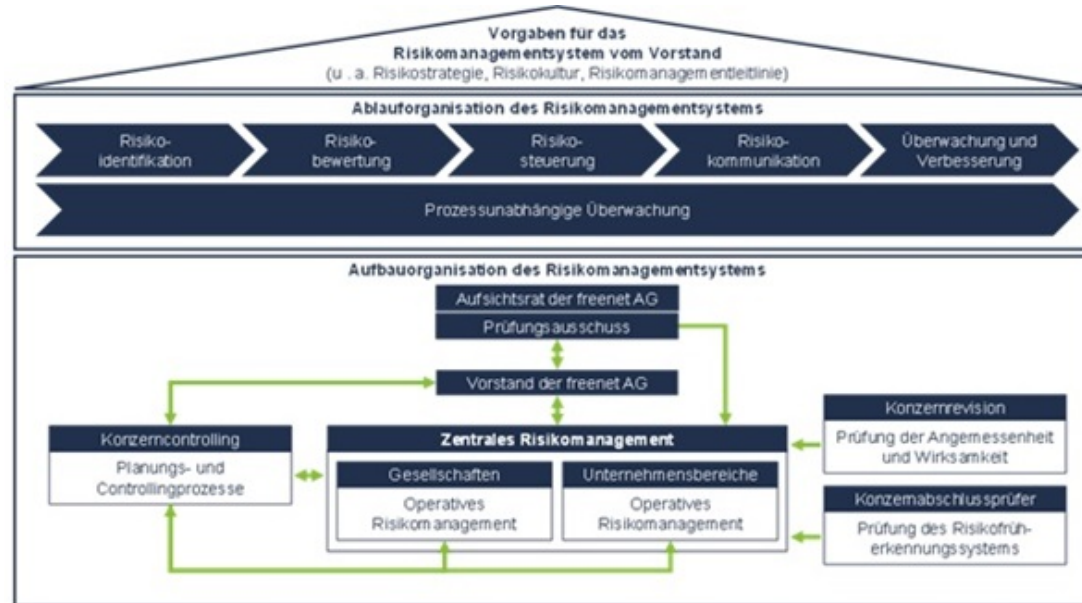 Vorgaben für das
Risikomanagementsystem vom Vorstand
(u . a. Risikostrategie, Risikokultur, Risikomanagementleitlinie)
Ablauforganisation des Risikomanagementsystems
Risiko-
identifikation
Risiko-
bewertung
Risiko-
steuerung
Risiko-
kommunikation
Überwachung und
Verbesserung
Prozessunabhängige Überwachung
Aufbauorganisation des Risikomanagementsystems
Aufsichtsrat der freenet AG
Prüfungsausschuss
Vorstand der freenet AG
Konzerncontrolling
Planungs- und
Controllingprozesse
Zentrales Risikomanagement
Gesellschaften
Operatives
Risikomanagement
Unternehmensbereiche
Operatives
Risikomanagement
Konzernrevision
Prüfung der Angemessenheit
und Wirksamkeit
Konzernabschlussprüfer
Prüfung des Risikofrüh-
erkennungssystems